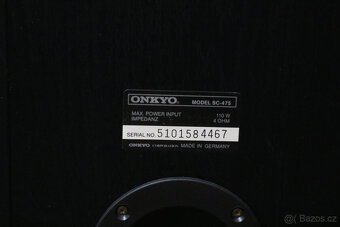 ONKYO. MODEL SC-475
MAX. POWER INPUT 110 W
IMPEDANZ 4 OHM
SERIAL NO. 5101584467
ONKYO MADE IN GERMANY
Bazoš.cz